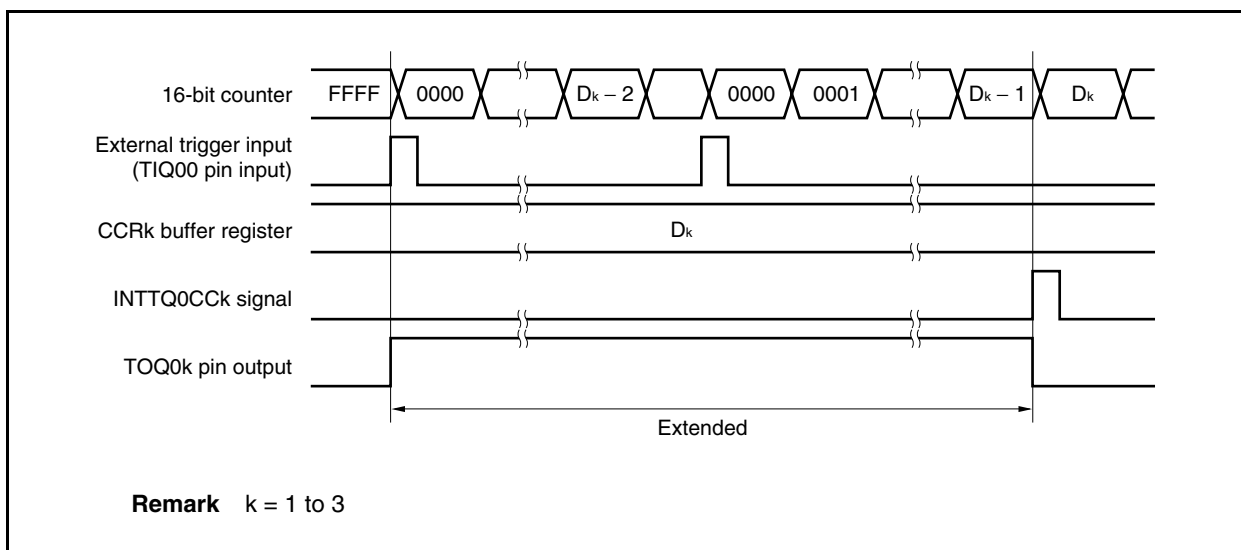 16-bit counter FFFF 0000 Dk − 2 0000 0001 Dk − 1 Dk
External trigger input
(TIQ00 pin input)
CCRk buffer register Dk
INTTQ0CCk signal
TOQ0k pin output
Extended
Remark k = 1 to 3